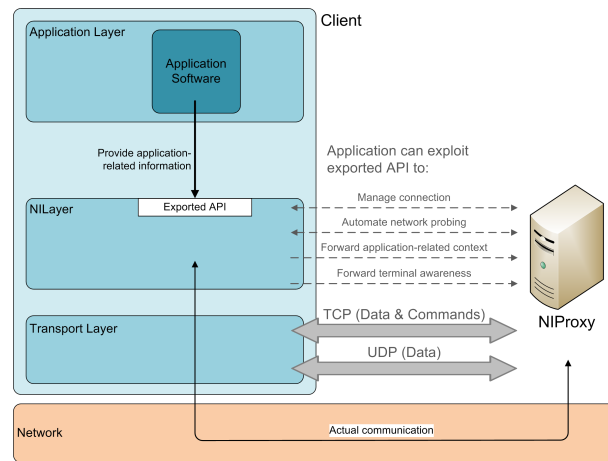 Client
Application Layer
Application
Software
Provide application-
related information
Application can exploit
exported API to:
NILayer
Exported API
Manage connection
Automate network probing
Forward application-related context
Forward terminal awareness
NIProxy
Transport Layer
TCP (Data & Commands)
UDP (Data)
Network
Actual communication